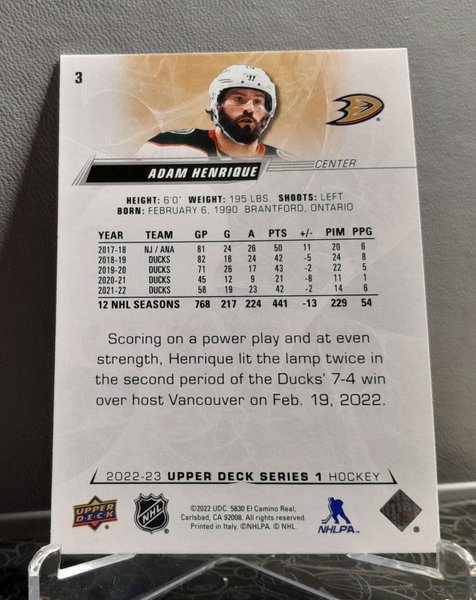 3
ADAM HENRIQUE
CENTER
HEIGHT: 6'0" WEIGHT: 195 LBS SHOOTS: LEFT
BORN: FEBRUARY 6, 1990 BRANTFORD, ONTARIO
YEAR TEAM GP G A PTS +/- PIM PPG
2017-18 NJ / ANA 81 24 26 50 11 20 6
2018-19 DUCKS 82 18 24 42 -5 24 8
2019-20 DUCKS 71 26 17 43 -2 22 5
2020-21 DUCKS 45 12 9 21 -8 11 1
2021-22 DUCKS 58 19 23 42 -2 14 6
12 NHL SEASONS 768 217 224 441 -13 229 54
Scoring on a power play and at even
strength, Henrique lit the lamp twice in
the second period of the Ducks' 7-4 win
over host Vancouver on Feb. 19, 2022.
2022-23 UPPER DECK SERIES 1 HOCKEY
UPPER DECK
NHL
©2022 UDC. 5830 El Camino Real,
Carlsbad, CA 92008. All rights reserved.
Printed in Italy. ©NHLPA. © NHL.
NHLPA